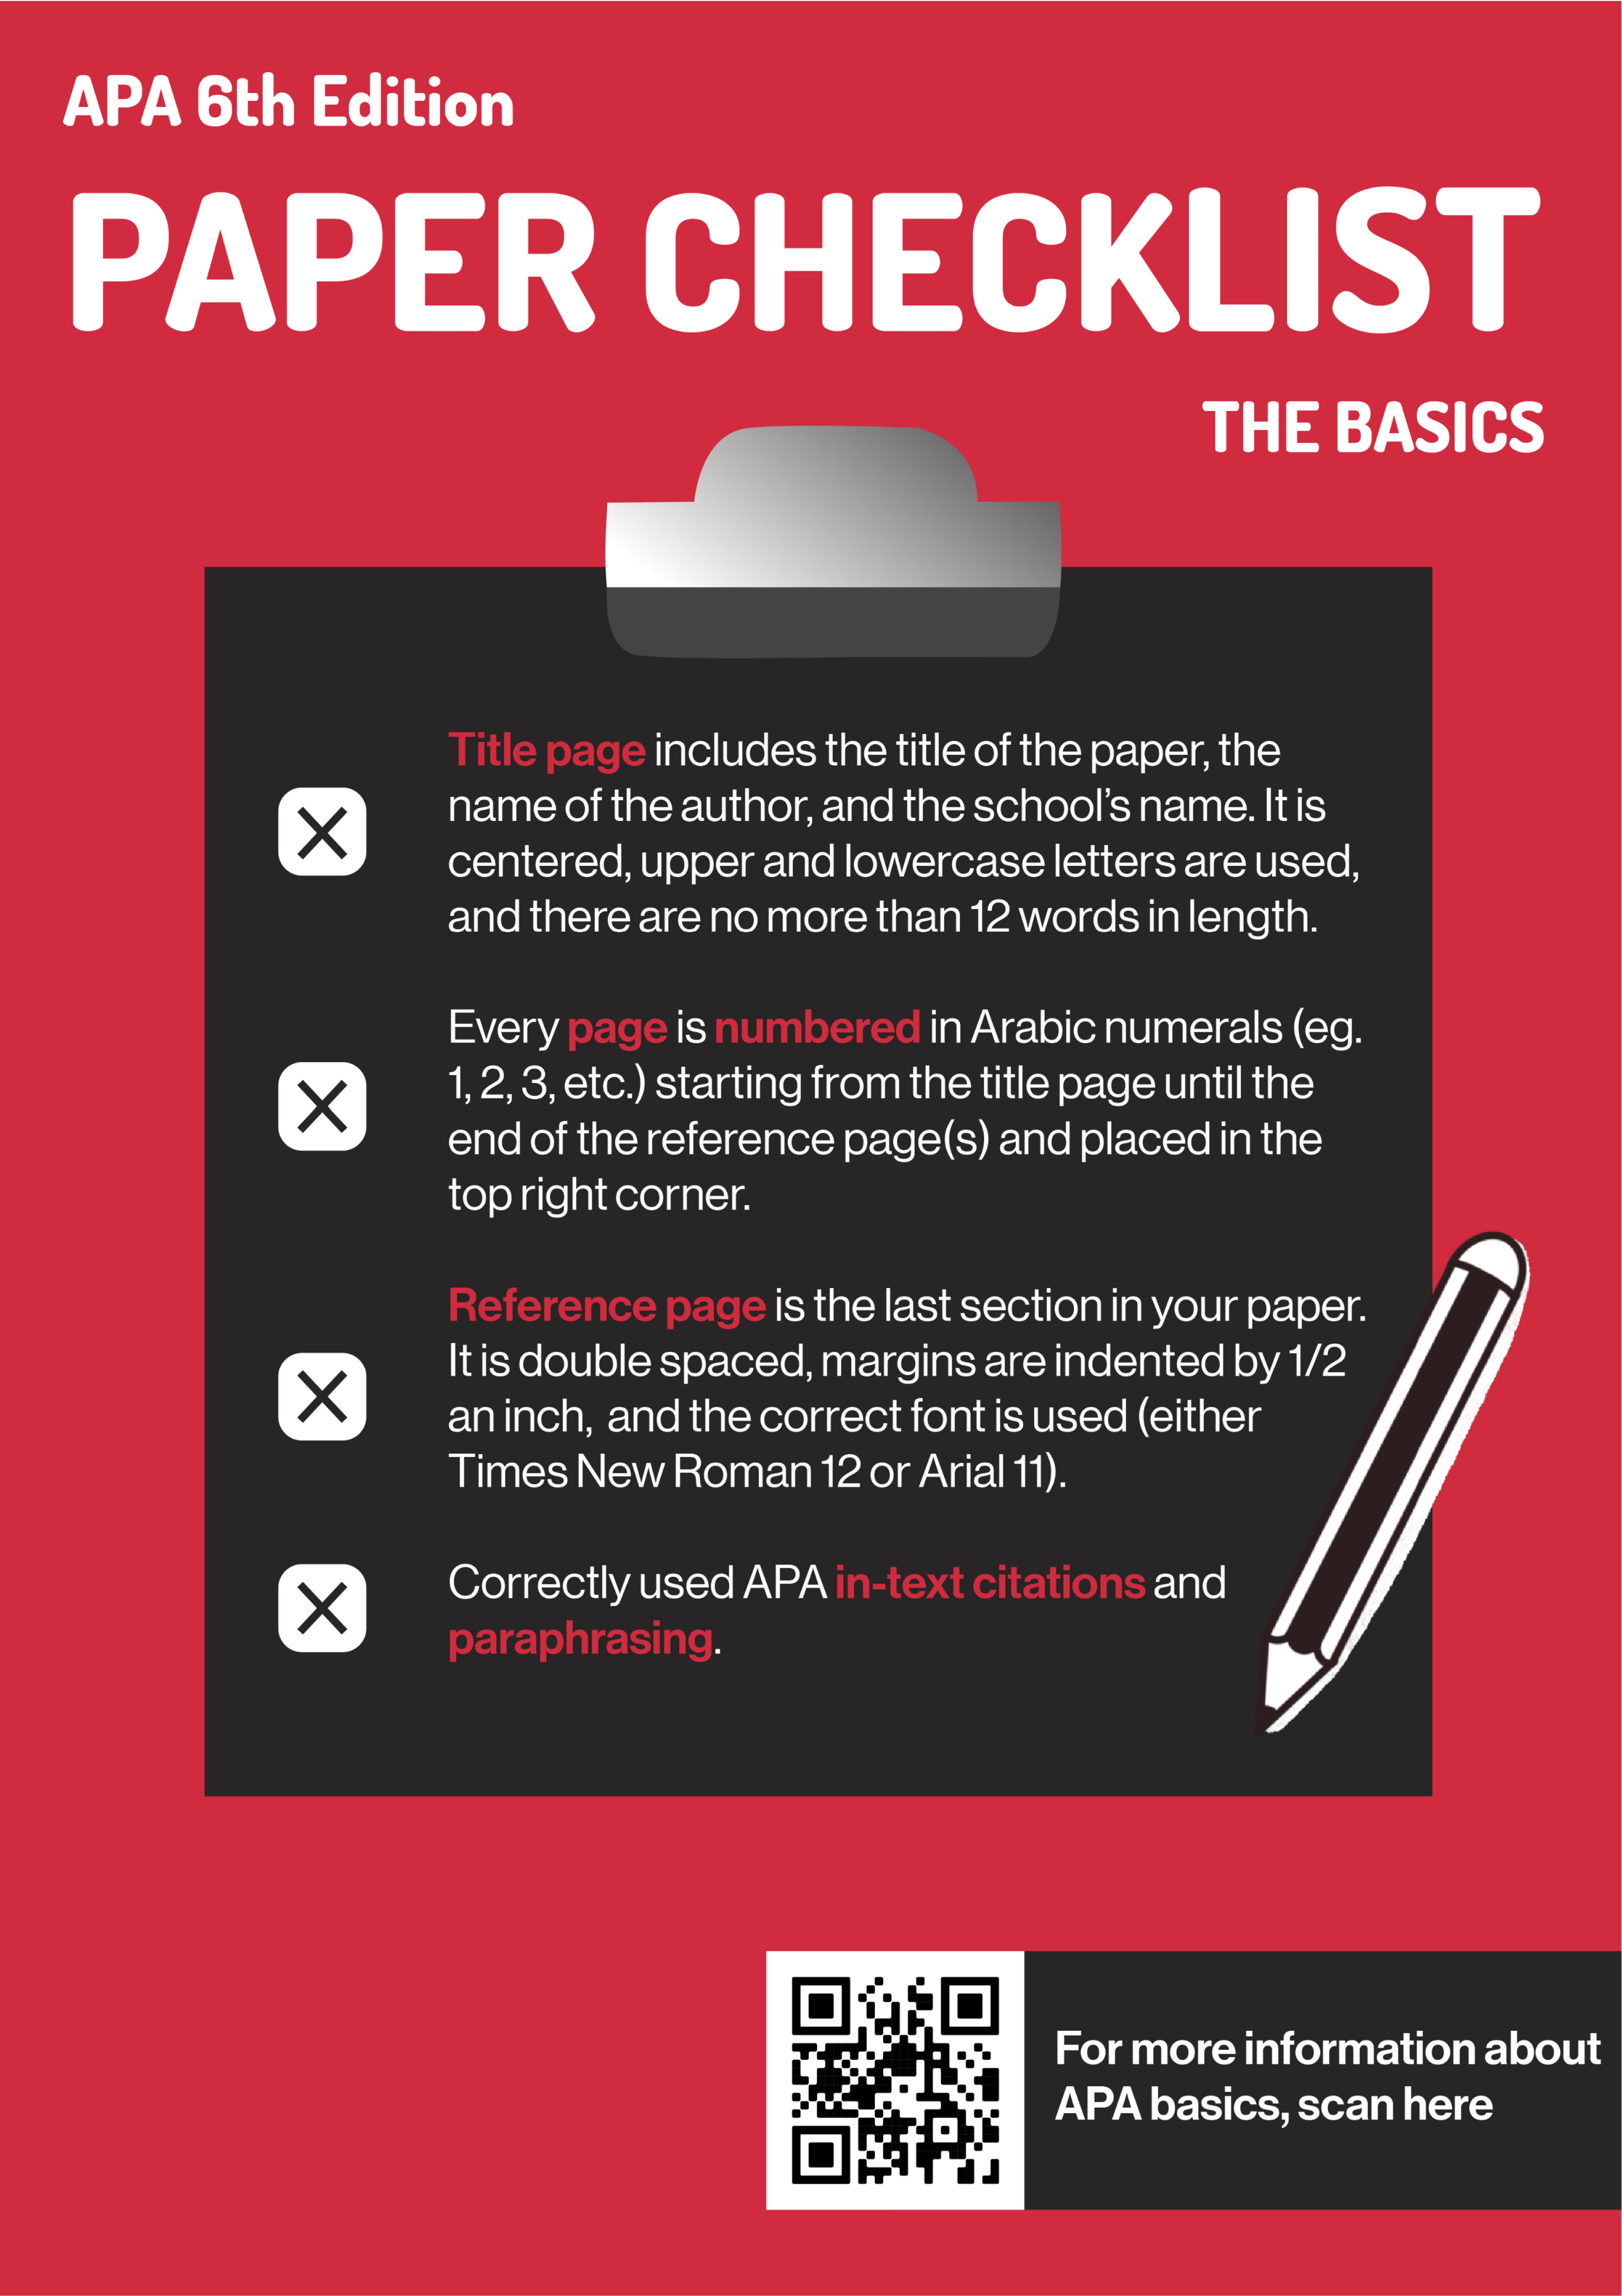 APA 6th Edition
PAPER CHECKLIST
THE BASICS
Title page includes the title of the paper, the
name of the author, and the school's name. It is
centered, upper and lowercase letters are used,
and there are no more than 12 words in length.
Every page is numbered in Arabic numerals (eg.
1, 2, 3, etc.) starting from the title page until the
end of the reference page(s) and placed in the
top right corner.
Reference page is the last section in your paper.
It is double spaced, margins are indented by 1/2
an inch, and the correct font is used (either
Times New Roman 12 or Arial 11).
Correctly used APA in-text citations and
paraphrasing.
For more information about
APA basics, scan here